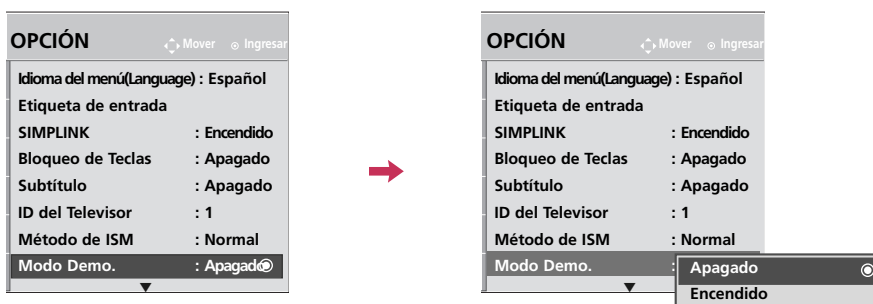 OPCIÓN Mover Ingresar
Idioma del menú(Language) : Español
Etiqueta de entrada
SIMPLINK : Encendido
Bloqueo de Teclas : Apagado
Subtítulo : Apagado
ID del Televisor : 1
Método de ISM : Normal
Modo Demo. : Apagado
OPCIÓN Mover Ingresar
Idioma del menú(Language) : Español
Etiqueta de entrada
SIMPLINK : Encendido
Bloqueo de Teclas : Apagado
Subtítulo : Apagado
ID del Televisor : 1
Método de ISM : Normal
Modo Demo. :
Apagado
Encendido